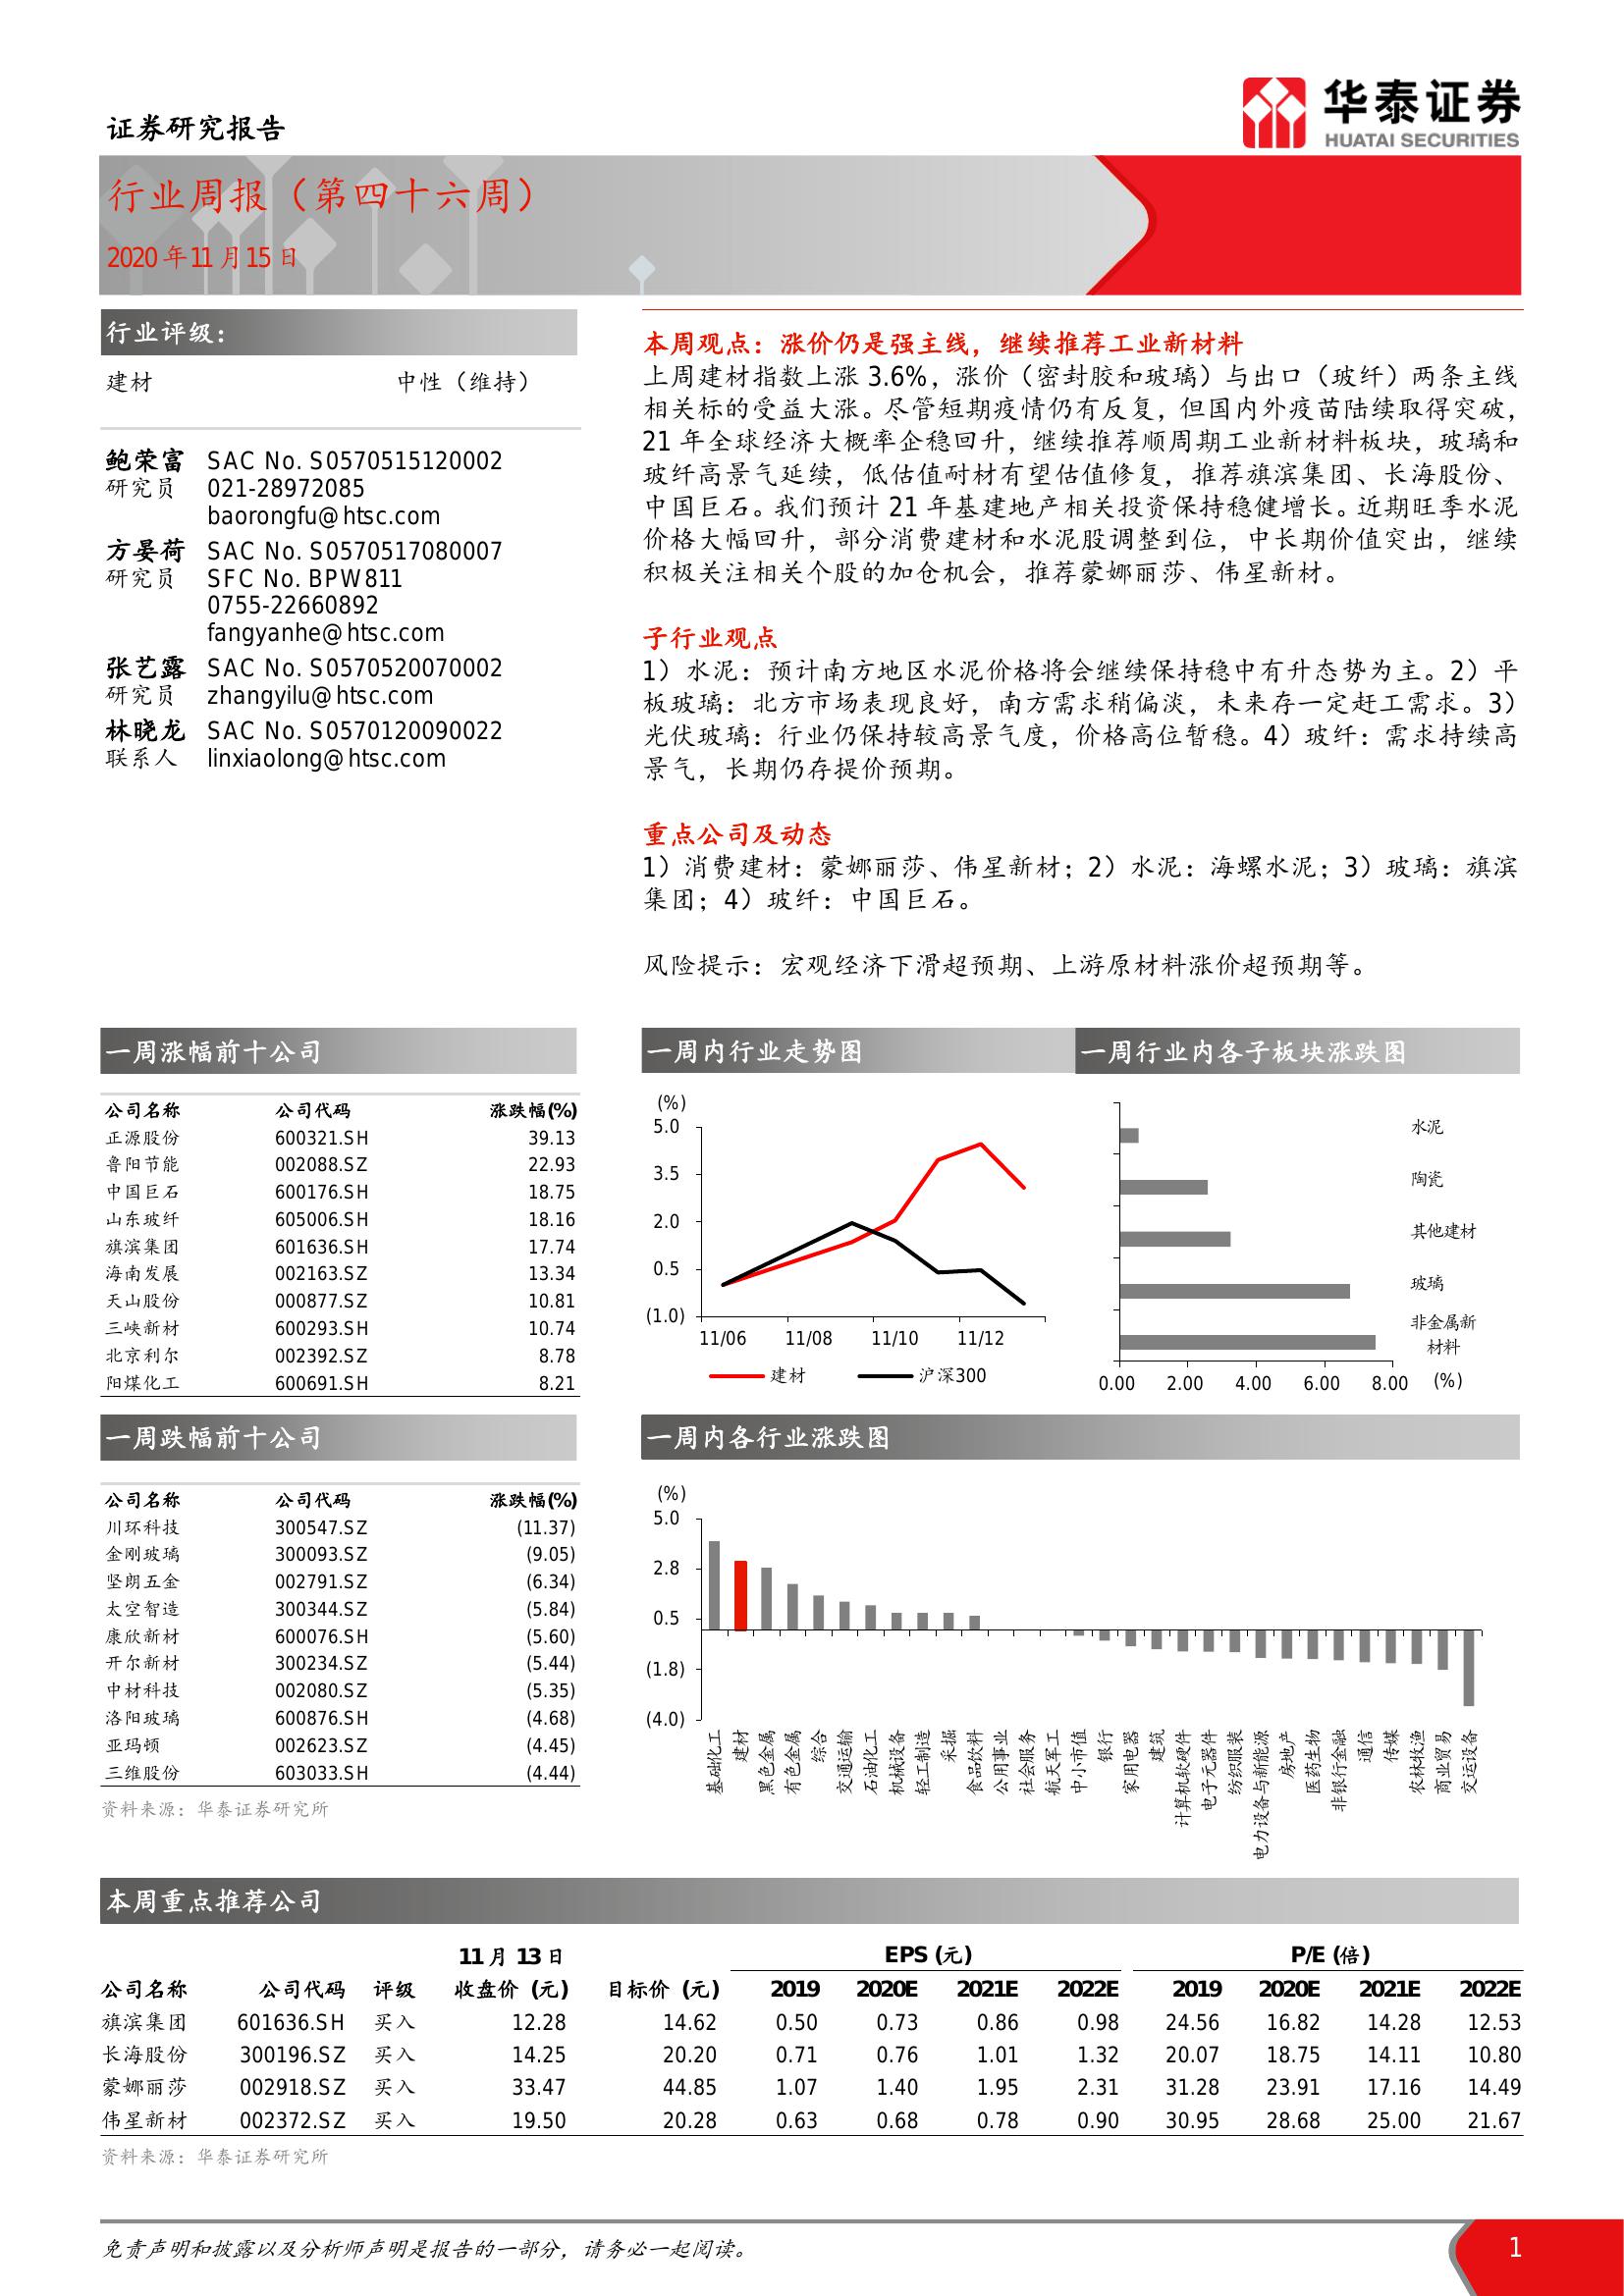 证券研究报告
华泰证券
HUATAI SECURITIES
行业周报（第四十六周）
2020 年 11 月 15 日
行业评级：
建材 中性（维持）
鲍荣富 SAC No. S0570515120002
研究员 021-28972085
baorongfu@htsc.com
方晏荷 SAC No. S0570517080007
研究员 SFC No. BPW811
0755-22660892
fangyanhe@htsc.com
张艺露 SAC No. S0570520070002
研究员 zhangyilu@htsc.com
林晓龙 SAC No. S0570120090022
联系人 linxiaolong@htsc.com
本周观点：涨价仍是强主线，继续推荐工业新材料
上周建材指数上涨 3.6%，涨价（密封胶和玻璃）与出口（玻纤）两条主线
相关标的受益大涨。尽管短期疫情仍有反复，但国内外疫苗陆续取得突破，
21 年全球经济大概率企稳回升，继续推荐顺周期工业新材料板块，玻璃和
玻纤高景气延续，低估值耐材有望估值修复，推荐旗滨集团、长海股份、
中国巨石。我们预计 21 年基建地产相关投资保持稳健增长。近期旺季水泥
价格大幅回升，部分消费建材和水泥股调整到位，中长期价值突出，继续
积极关注相关个股的加仓机会，推荐蒙娜丽莎、伟星新材。
子行业观点
1）水泥：预计南方地区水泥价格将会继续保持稳中有升态势为主。2）平
板玻璃：北方市场表现良好，南方需求稍偏淡，未来存一定赶工需求。3）
光伏玻璃：行业仍保持较高景气度，价格高位暂稳。4）玻纤：需求持续高
景气，长期仍存提价预期。
重点公司及动态
1）消费建材：蒙娜丽莎、伟星新材；2）水泥：海螺水泥；3）玻璃：旗滨
集团；4）玻纤：中国巨石。
风险提示：宏观经济下滑超预期、上游原材料涨价超预期等。
一周涨幅前十公司
公司名称 公司代码 涨跌幅(%)
正源股份 600321.SH 39.13
鲁阳节能 002088.SZ 22.93
中国巨石 600176.SH 18.75
山东玻纤 605006.SH 18.16
旗滨集团 601636.SH 17.74
海南发展 002163.SZ 13.34
天山股份 000877.SZ 10.81
三峡新材 600293.SH 10.74
北京利尔 002392.SZ 8.78
阳煤化工 600691.SH 8.21
一周内行业走势图
(%)
5.0
3.5
2.0
0.5
(1.0)
11/06 11/08 11/10 11/12
建材 沪深300
一周行业内各子板块涨跌图
水泥
陶瓷
其他建材
玻璃
非金属新
材料
0.00 2.00 4.00 6.00 8.00 (%)
一周跌幅前十公司
公司名称 公司代码 涨跌幅(%)
川环科技 300547.SZ (11.37)
金刚玻璃 300093.SZ (9.05)
坚朗五金 002791.SZ (6.34)
太空智造 300344.SZ (5.84)
康欣新材 600076.SH (5.60)
开尔新材 300234.SZ (5.44)
中材科技 002080.SZ (5.35)
洛阳玻璃 600876.SH (4.68)
亚玛顿 002623.SZ (4.45)
三维股份 603033.SH (4.44)
资料来源：华泰证券研究所
一周内各行业涨跌图
(%)
5.0
2.8
0.5
(1.8)
(4.0)
基础化工
建材
黑色金属
有色金属
综合
交通运输
石油化工
机械设备
轻工制造
采掘
食品饮料
公用事业
社会服务
航天军工
中小市值
银行
家用电器
建筑
计算机软硬件
电子元器件
纺织服装
电力设备与新能源
房地产
医药生物
非银行金融
通信
传媒
农林牧渔
商业贸易
交运设备
本周重点推荐公司
11 月 13 日 EPS (元) P/E (倍)
公司名称 公司代码 评级 收盘价 (元) 目标价 (元) 2019 2020E 2021E 2022E 2019 2020E 2021E 2022E
旗滨集团 601636.SH 买入 12.28 14.62 0.50 0.73 0.86 0.98 24.56 16.82 14.28 12.53
长海股份 300196.SZ 买入 14.25 20.20 0.71 0.76 1.01 1.32 20.07 18.75 14.11 10.80
蒙娜丽莎 002918.SZ 买入 33.47 44.85 1.07 1.40 1.95 2.31 31.28 23.91 17.16 14.49
伟星新材 002372.SZ 买入 19.50 20.28 0.63 0.68 0.78 0.90 30.95 28.68 25.00 21.67
资料来源：华泰证券研究所
免责声明和披露以及分析师声明是报告的一部分，请务必一起阅读。
1